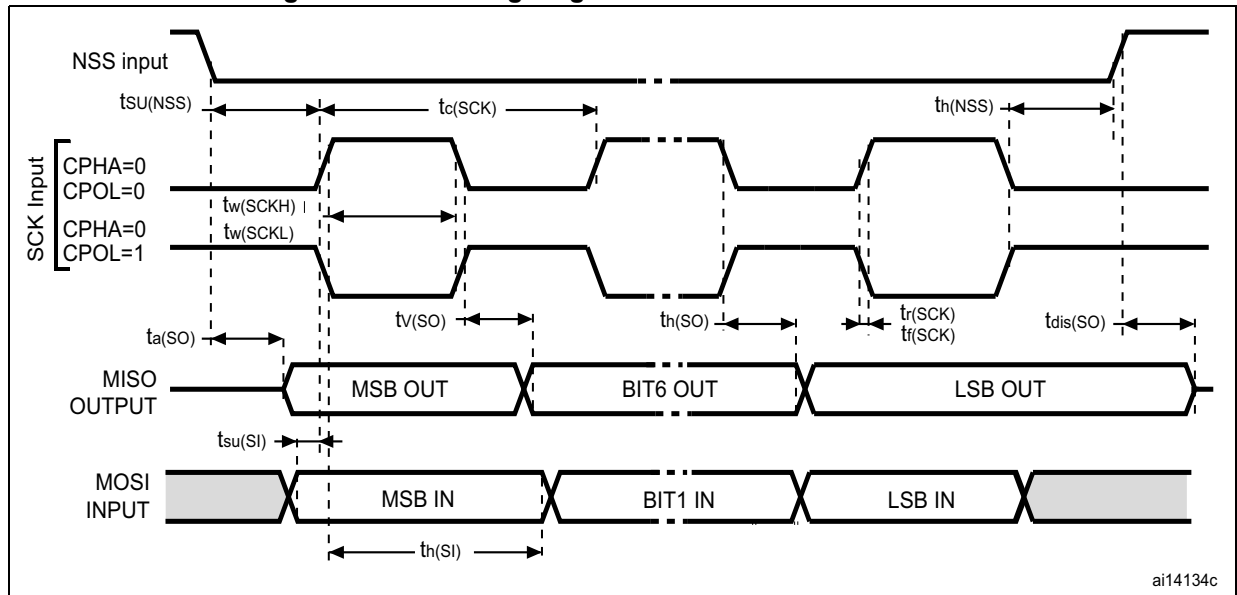 NSS input
tSU(NSS)
tc(SCK)
th(NSS)
SCK Input
CPHA=0
CPOL=0
tw(SCKH)
CPHA=0
tw(SCKL)
CPOL=1
tV(SO)
th(SO)
tr(SCK)
tf(SCK)
tdis(SO)
ta(SO)
MISO
OUTPUT
MSB OUT
BIT6 OUT
LSB OUT
tsu(SI)
MOSI
INPUT
MSB IN
BIT1 IN
LSB IN
th(SI)
ai14134c